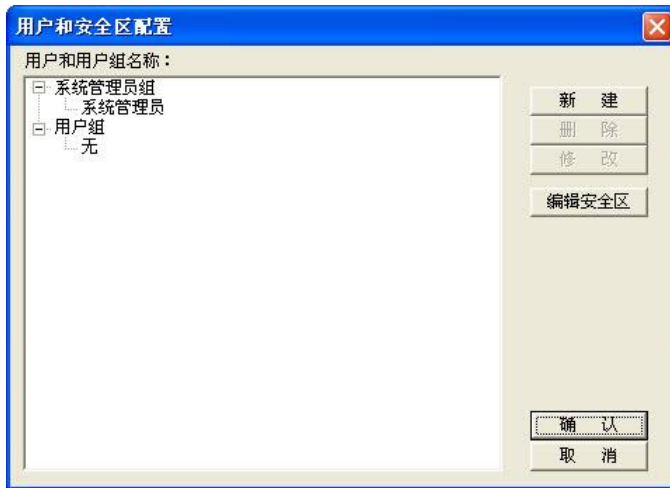 用户和安全区配置
用户和用户组名称：
系统管理员组
系统管理员
用户组
无
新 建
删 除
修 改
编辑安全区
确 认
取 消